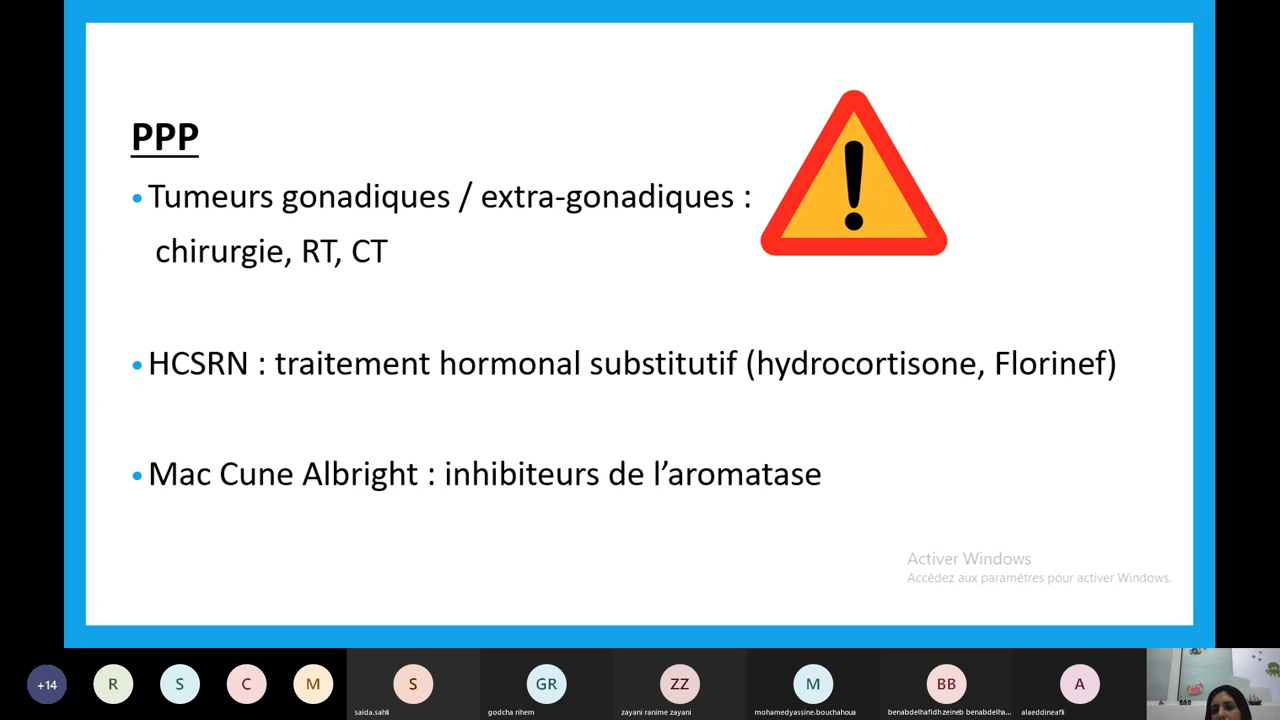 PPP
•Tumeurs gonadiques / extra-gonadiques :
chirurgie, RT, CT
•HCSRN : traitement hormonal substitutif (hydrocortisone, Florinef)
•Mac Cune Albright : inhibiteurs de l’aromatase
Activer Windows
Accédez aux paramètres pour activer Windows.
+14 R S C M S GR ZZ M BB A
saida.sahli godcha rihem zayani ranime zayani mohamedyassine.bouchahoua benabdelhafidhzeineb benabdelha... alaeddineafli